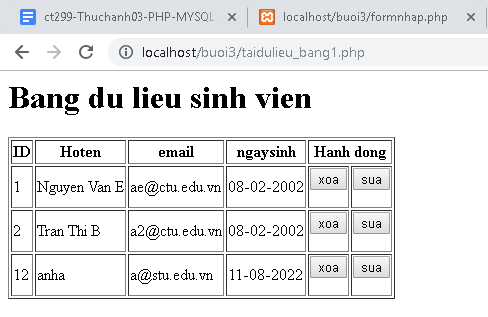 ct299-Thuchanh03-PHP-MYSQL
localhost/buoi3/formnhap.php
localhost/buoi3/taidulieu_bang1.php
Bang du lieu sinh vien
ID Hoten email ngaysinh Hanh dong
1 Nguyen Van E ae@ctu.edu.vn 08-02-2002 xoa sua
2 Tran Thi B a2@ctu.edu.vn 08-02-2002 xoa sua
12 anha a@stu.edu.vn 11-08-2022 xoa sua